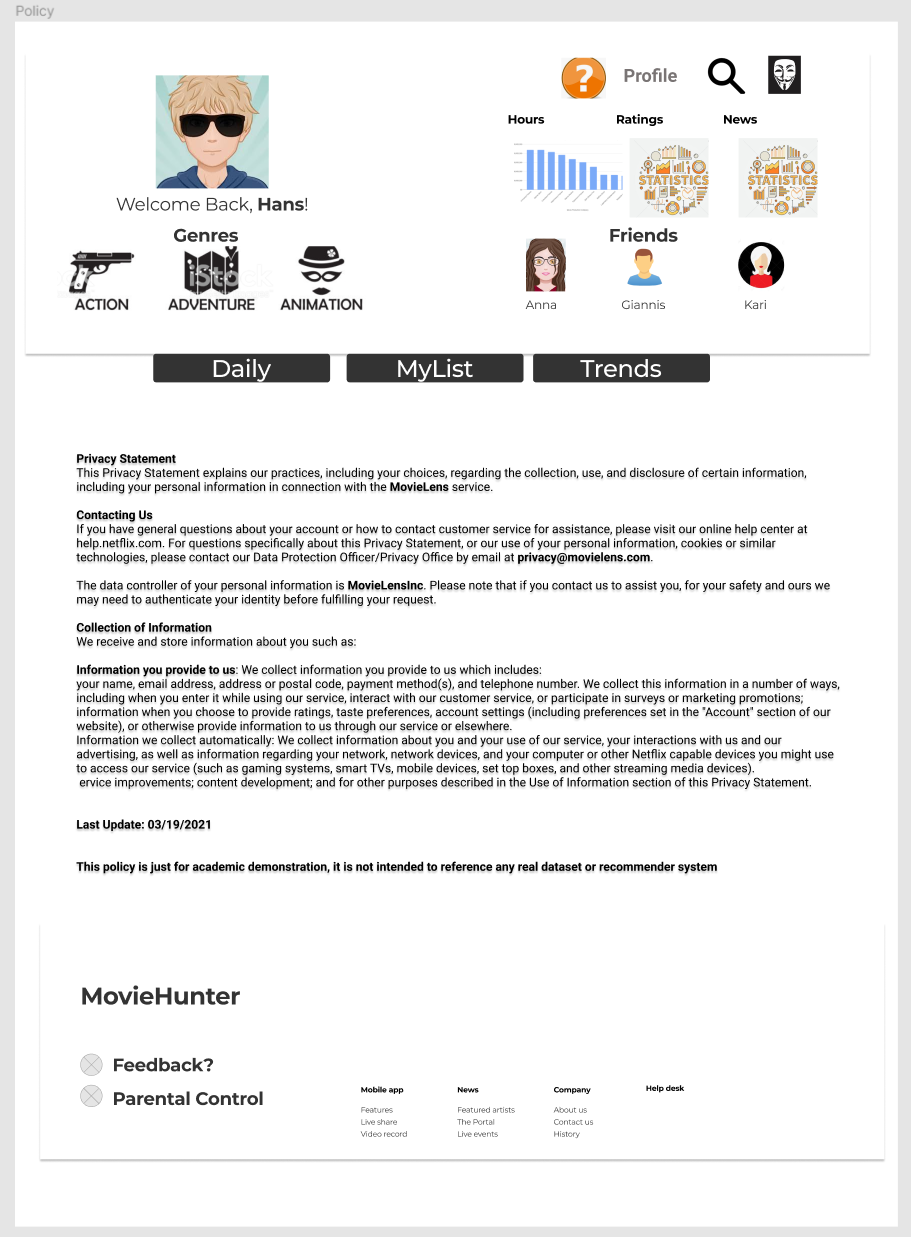 Policy
Profile
Hours Ratings News
STATISTICS STATISTICS
Welcome Back, Hans!
Genres
Friends
iStock
ACTION ADVENTURE ANIMATION
Anna Giannis Kari
Daily MyList Trends
Privacy Statement
This Privacy Statement explains our practices, including your choices, regarding the collection, use, and disclosure of certain information,
including your personal information in connection with the MovieLens service.
Contacting Us
If you have general questions about your account or how to contact customer service for assistance, please visit our online help center at
help.netflix.com. For questions specifically about this Privacy Statement, or our use of your personal information, cookies or similar
technologies, please contact our Data Protection Officer/Privacy Office by email at privacy@movielens.com.
The data controller of your personal information is MovieLensInc. Please note that if you contact us to assist you, for your safety and ours we
may need to authenticate your identity before fulfilling your request.
Collection of Information
We receive and store information about you such as:
Information you provide to us: We collect information you provide to us which includes:
your name, email address, address or postal code, payment method(s), and telephone number. We collect this information in a number of ways,
including when you enter it while using our service, interact with our customer service, or participate in surveys or marketing promotions;
information when you choose to provide ratings, taste preferences, account settings (including preferences set in the "Account" section of our
website), or otherwise provide information to us through our service or elsewhere.
Information we collect automatically: We collect information about you and your use of our service, your interactions with us and our
advertising, as well as information regarding your network, network devices, and your computer or other Netflix capable devices you might use
to access our service (such as gaming systems, smart TVs, mobile devices, set top boxes, and other streaming media devices).
ervice improvements; content development; and for other purposes described in the Use of Information section of this Privacy Statement.
Last Update: 03/19/2021
This policy is just for academic demonstration, it is not intended to reference any real dataset or recommender system
MovieHunter
Feedback?
Parental Control
Mobile app News Company Help desk
Features Featured artists About us
Live share The Portal Contact us
Video record Live events History